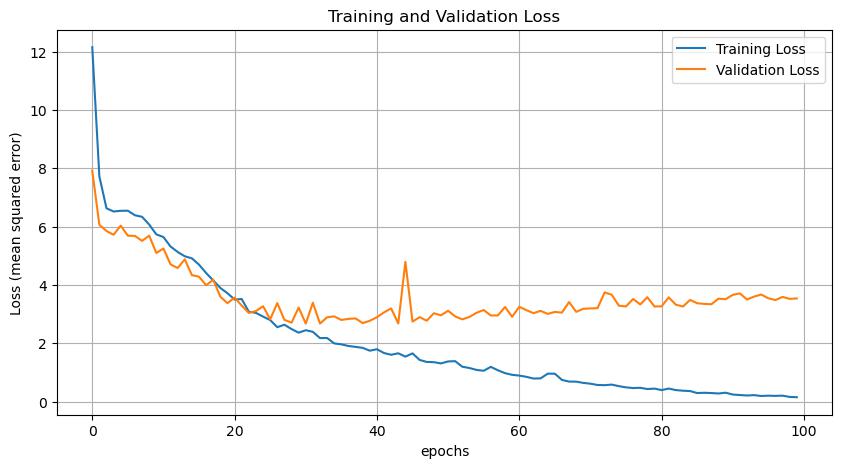 Training and Validation Loss
Training Loss
Validation Loss
Loss (mean squared error)
12
10
8
6
4
2
0
0 20 40 60 80 100
epochs